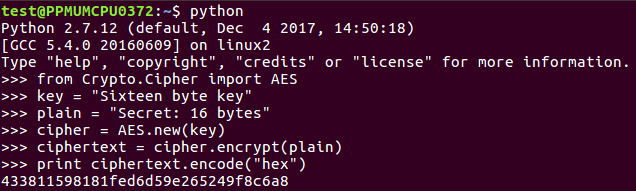 test@PPMUMCPU0372:~$ python
Python 2.7.12 (default, Dec  4 2017, 14:50:18)
[GCC 5.4.0 20160609] on linux2
Type "help", "copyright", "credits" or "license" for more information.
>>> from Crypto.Cipher import AES
>>> key = "Sixteen byte key"
>>> plain = "Secret: 16 bytes"
>>> cipher = AES.new(key)
>>> ciphertext = cipher.encrypt(plain)
>>> print ciphertext.encode("hex")
433811598181fed6d59e265249f8c6a8